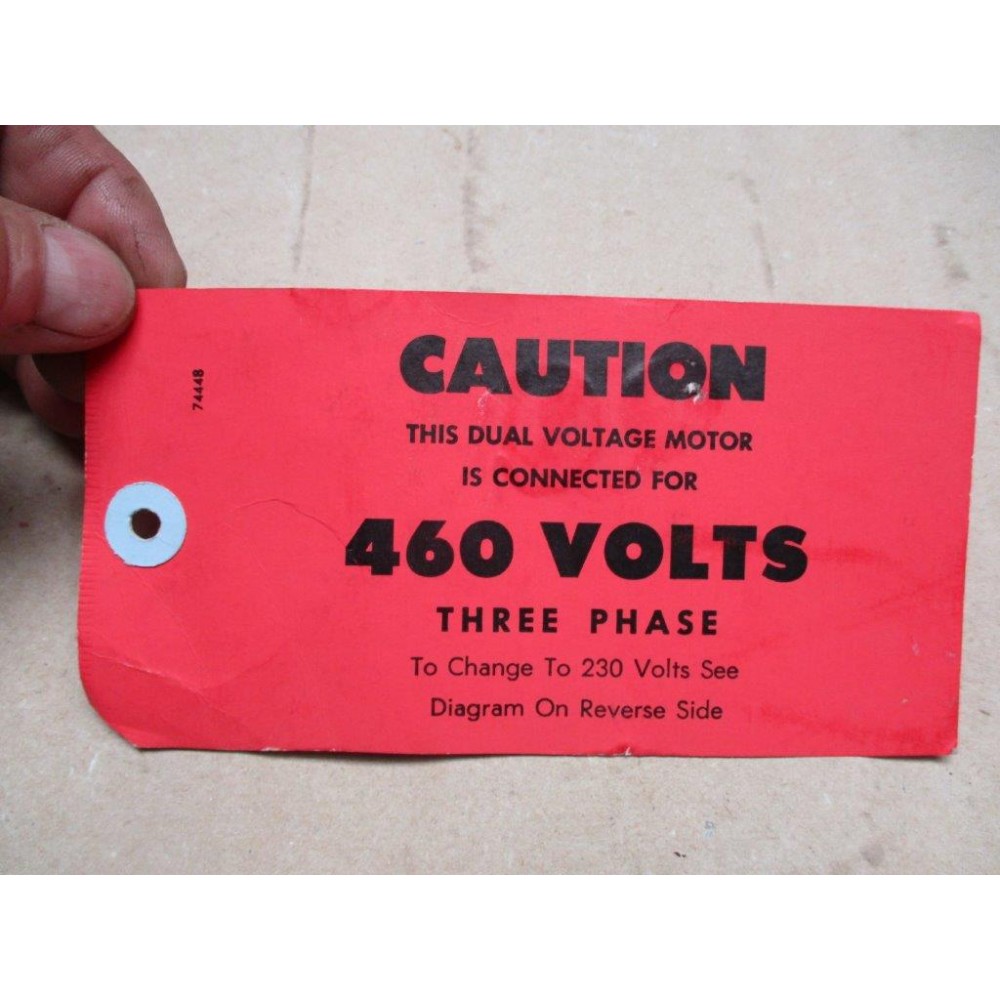 74448
CAUTION
THIS DUAL VOLTAGE MOTOR
IS CONNECTED FOR
460 VOLTS
THREE PHASE
To Change To 230 Volts See
Diagram On Reverse Side